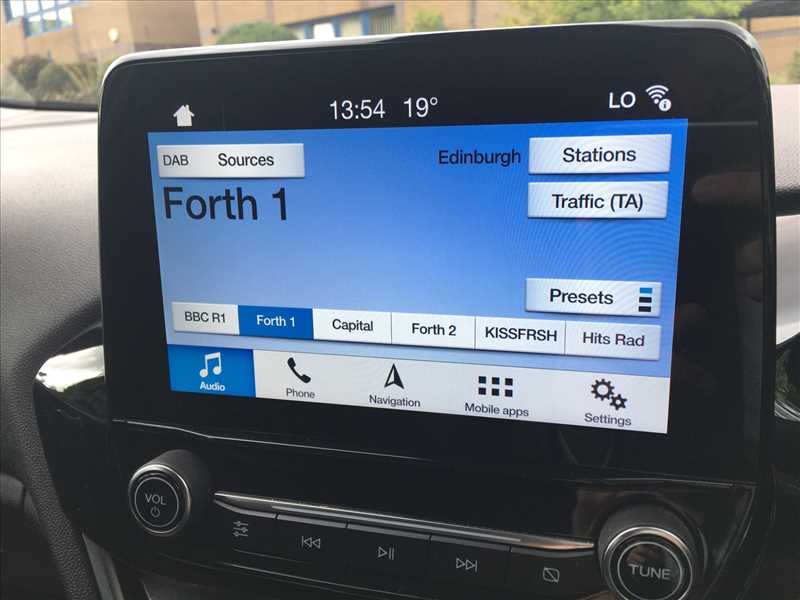 13:54 19° LO
DAB Sources
Edinburgh
Stations
Forth 1
Traffic (TA)
Presets
BBC R1
Forth 1
Capital
Forth 2
KISSFRSH
Hits Rad
Audio
Phone
Navigation
Mobile apps
Settings
VOL
TUNE